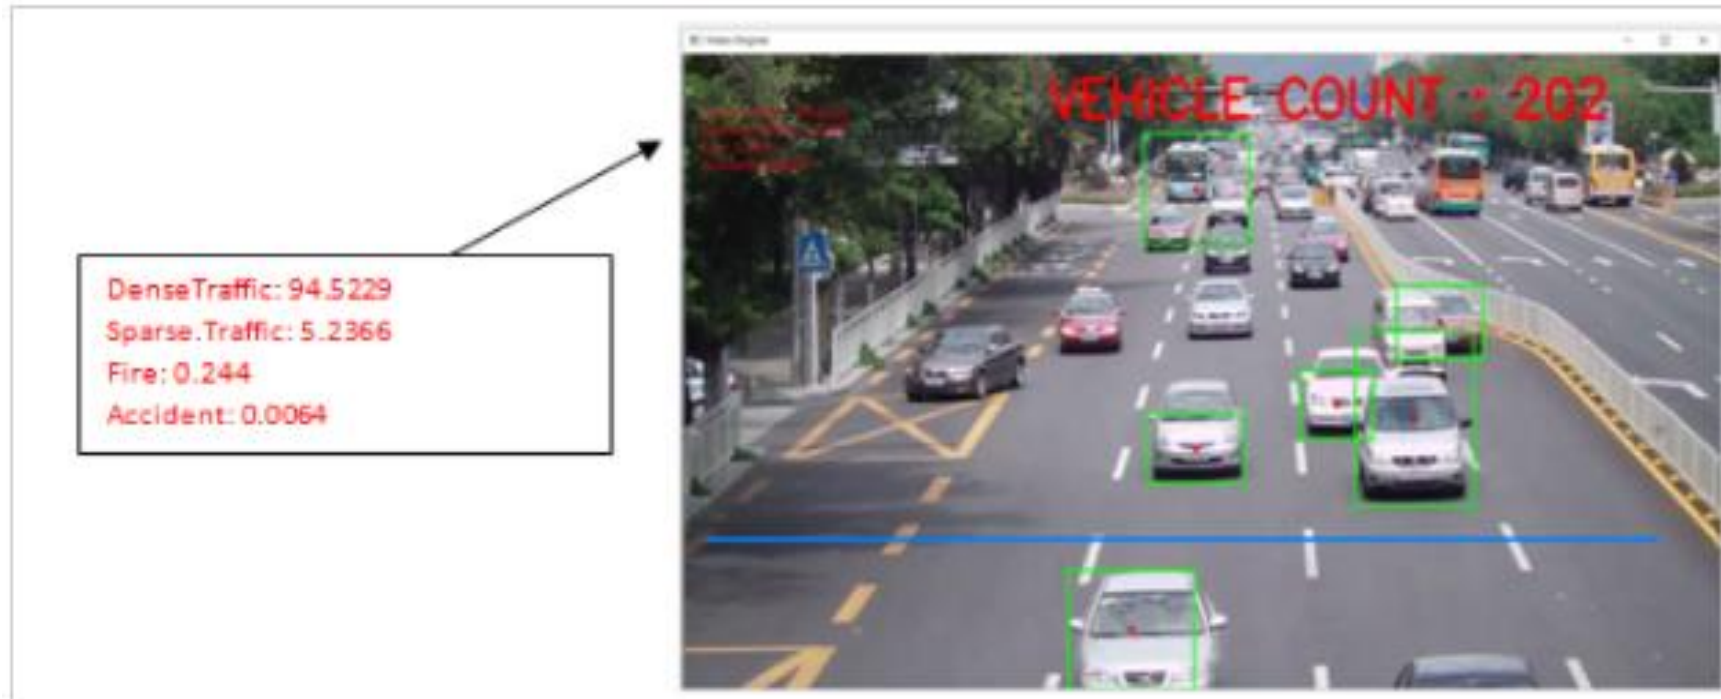 DenseTraffic: 94.5229
Sparse.Traffic: 5.2366
Fire: 0.244
Accident: 0.0064
VEHICLE COUNT : 202